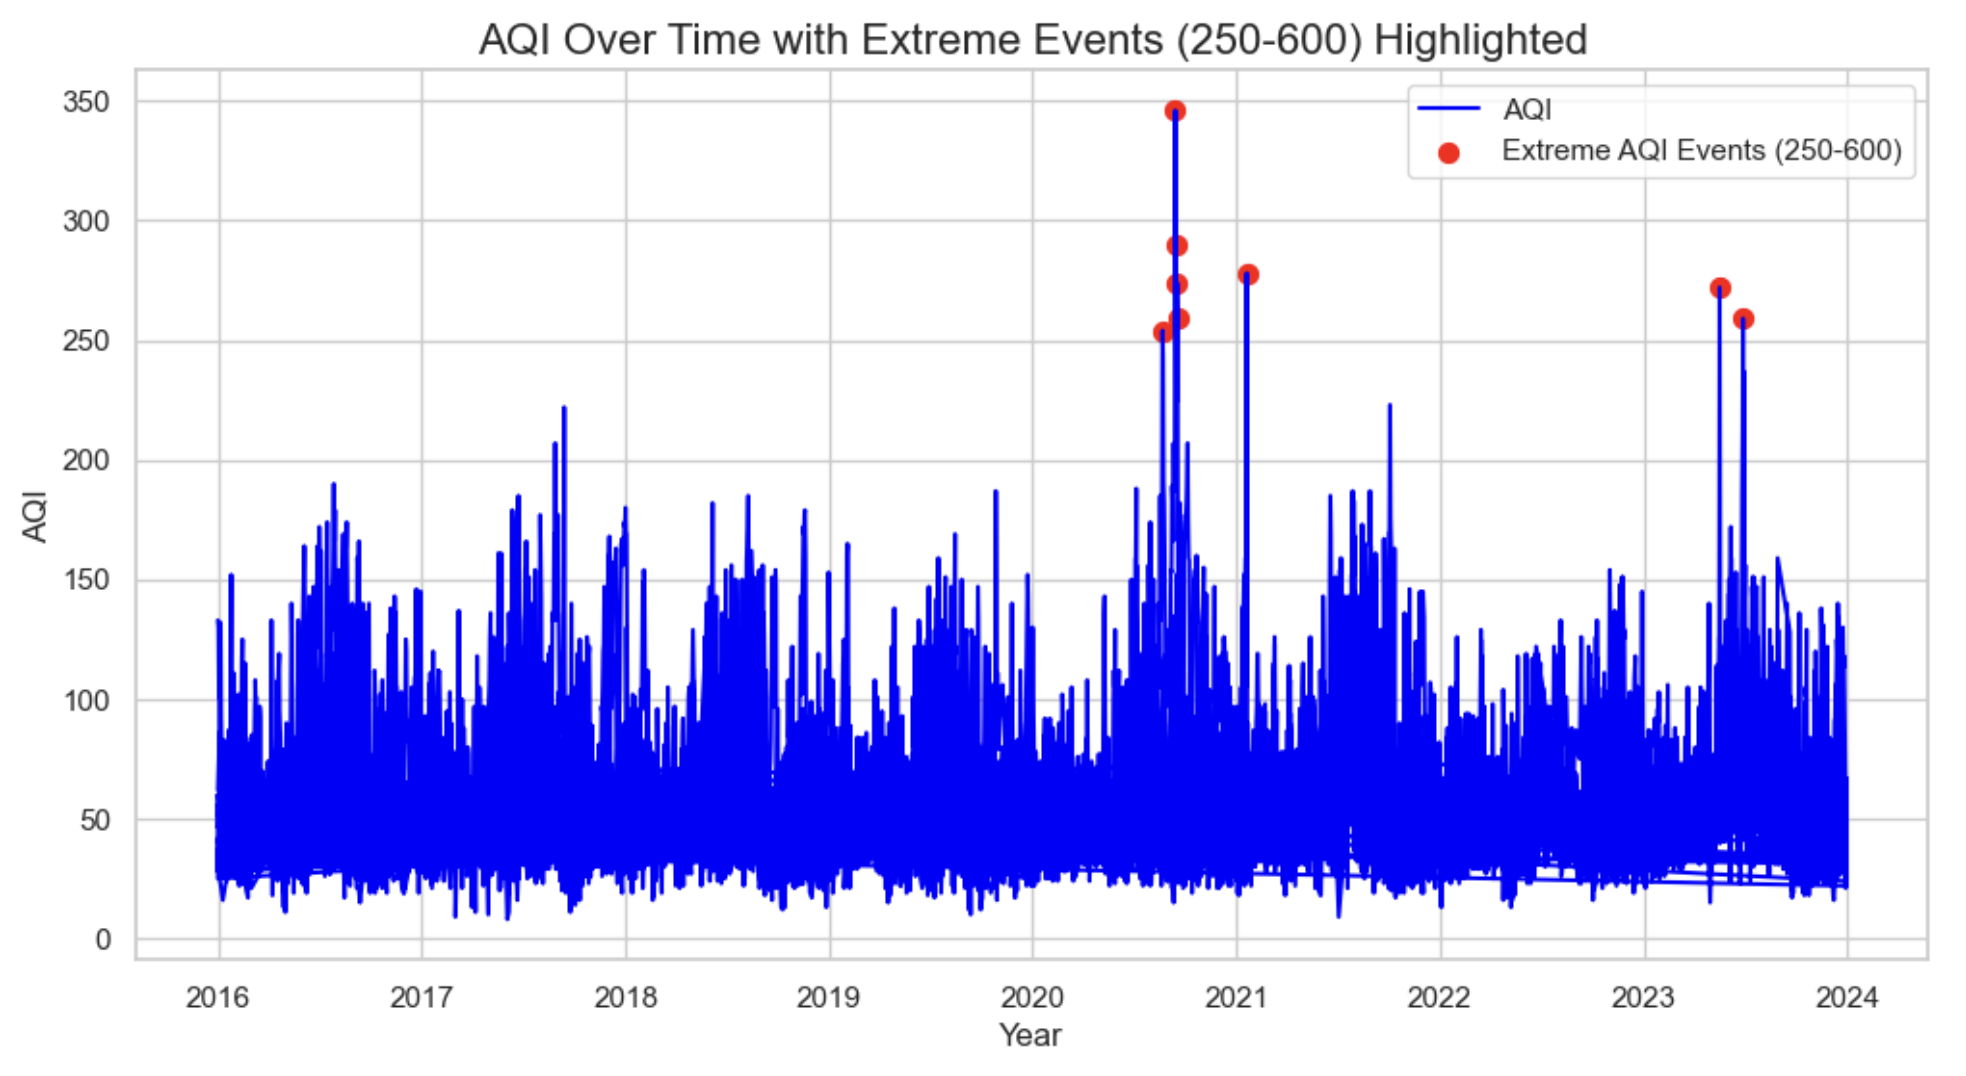 AQI Over Time with Extreme Events (250-600) Highlighted
AQI
Extreme AQI Events (250-600)
350
300
250
200
150
100
50
0
AQI
2016 2017 2018 2019 2020 2021 2022 2023 2024
Year